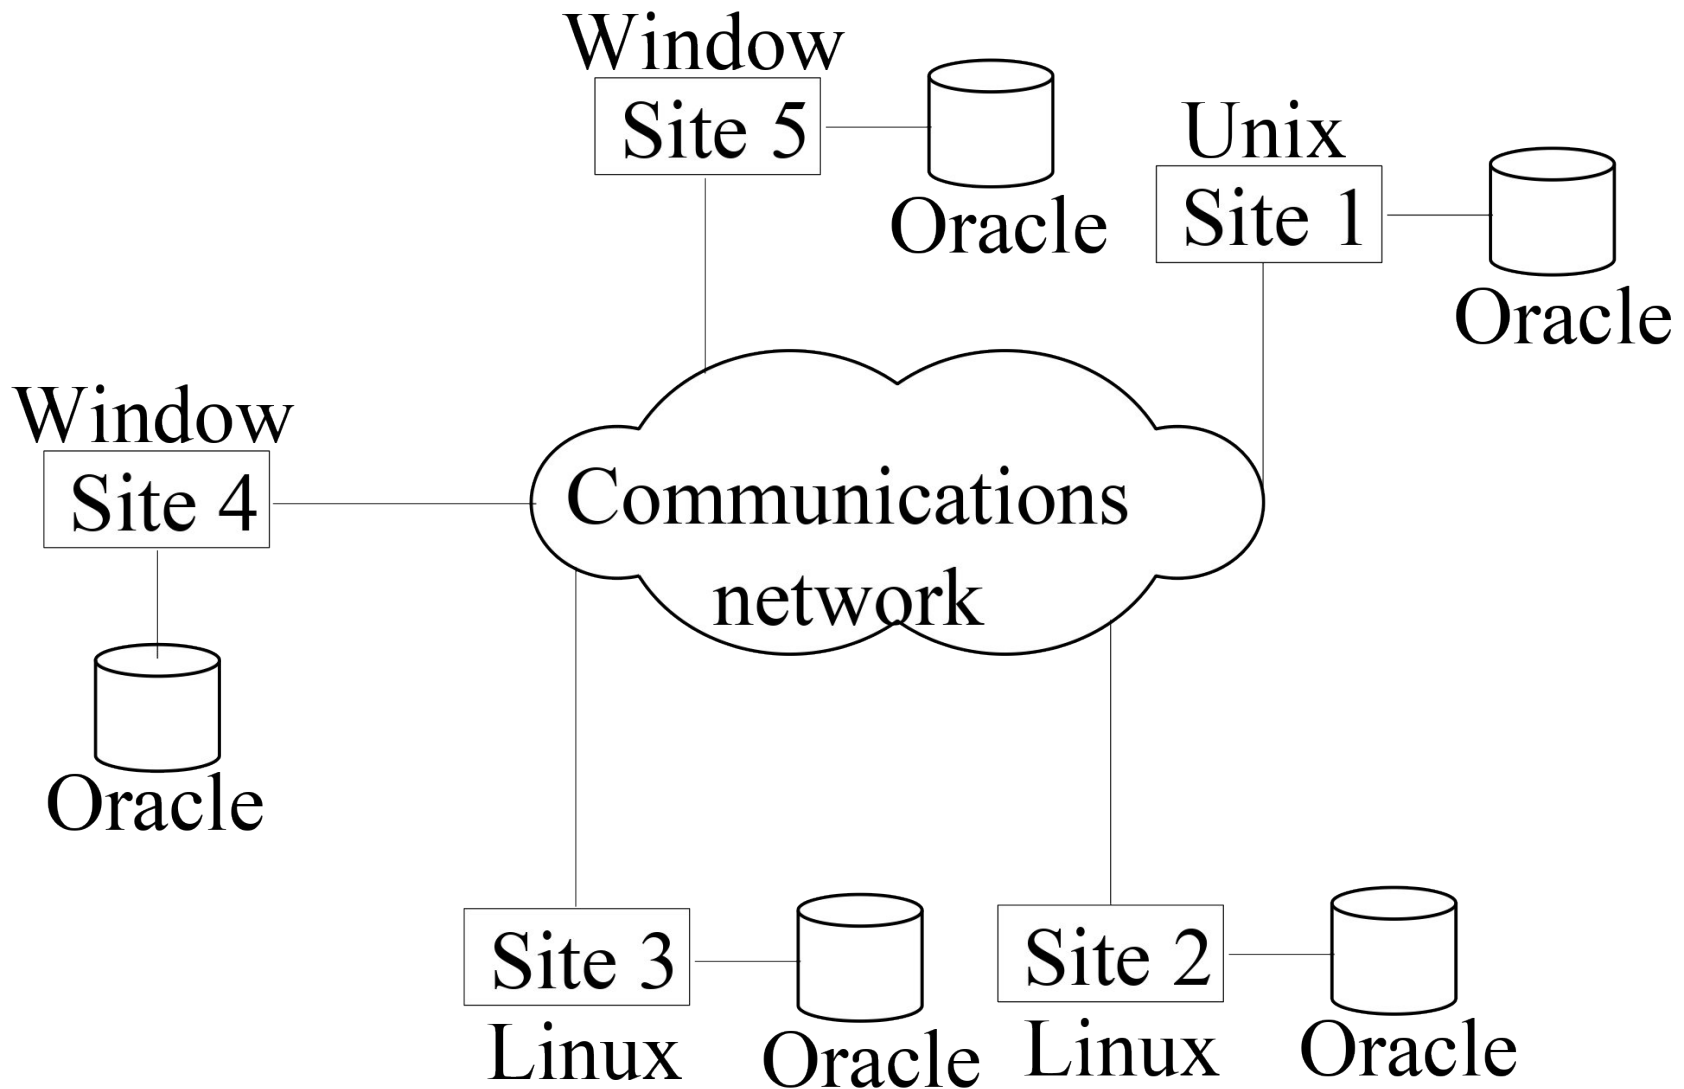 Window
Site 5
Oracle
Unix
Site 1
Oracle
Window
Site 4
Oracle
Communications
network
Site 3
Linux
Oracle
Site 2
Linux
Oracle